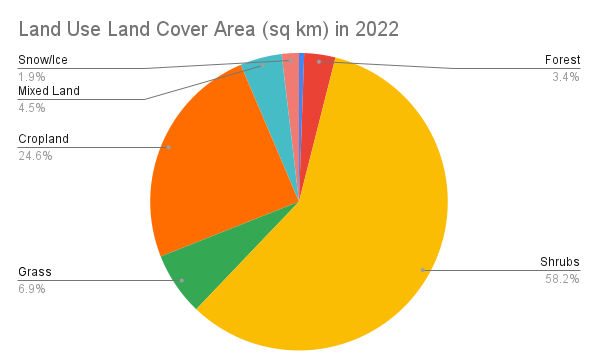 Land Use Land Cover Area (sq km) in 2022
Snow/Ice
1.9%
Mixed Land
4.5%
Cropland
24.6%
Grass
6.9%
Forest
3.4%
Shrubs
58.2%